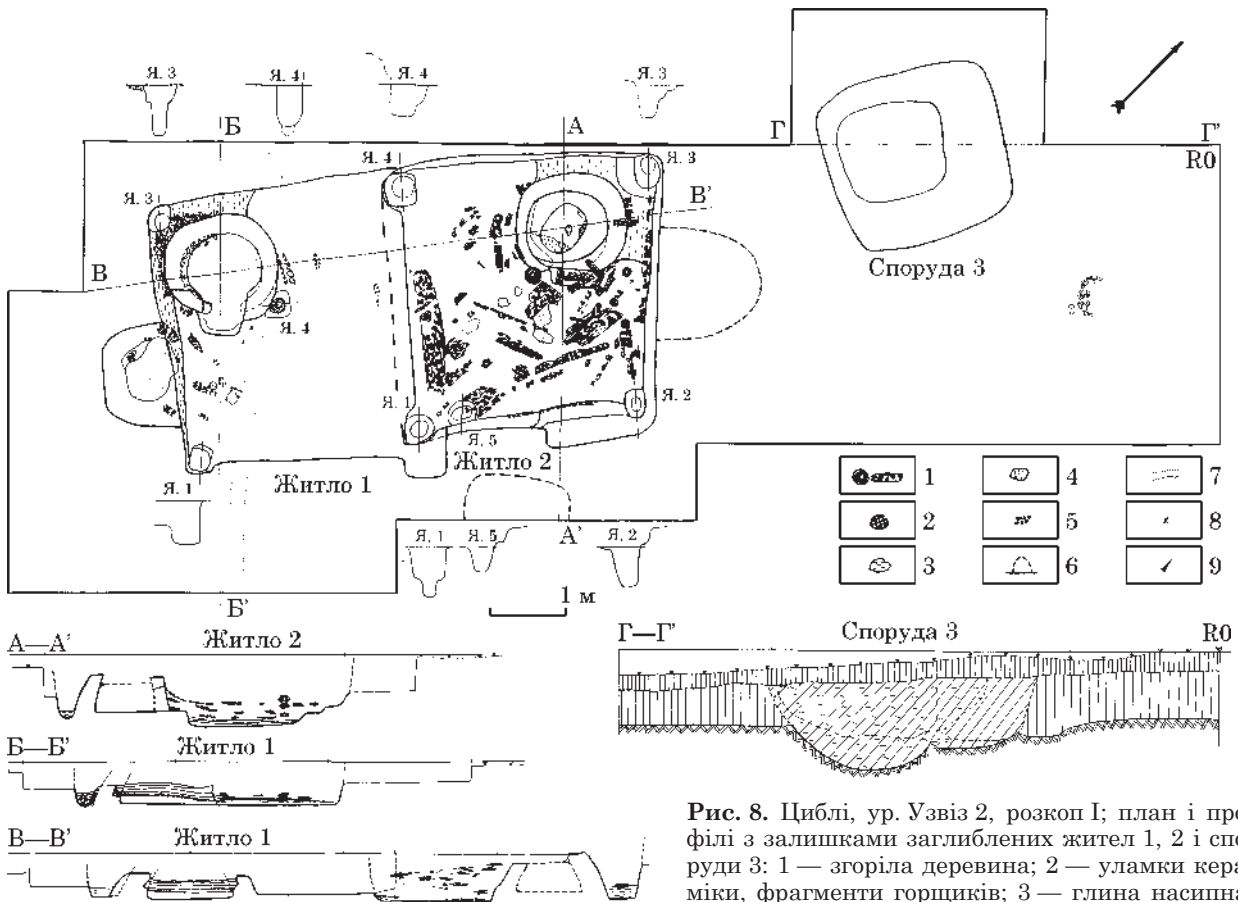 Я. 3
Я. 4
Я. 4
Я. 3
Б
А
Г
Г'
R0
Я. 4
Я. 3
Я. 3
В'
В
Споруда 3
Я. 4
Я. 1
Я. 2
Я. 5
Житло 2
Житло 1
Я. 1
А'
Я. 1 Я. 5 Я. 2
1 4 7
2 5 8
3 6 9
Б'
1 м
А—А' Житло 2
Б—Б' Житло 1
В—В' Житло 1
Г—Г' Споруда 3 R0
Рис. 8. Циблі, ур. Узвіз 2, розкоп I; план і про-
філі з залишками заглиблених жител 1, 2 і спо-
руди 3: 1 — згоріла деревина; 2 — уламки кера-
міки, фрагменти горщиків; 3 — глина насипна